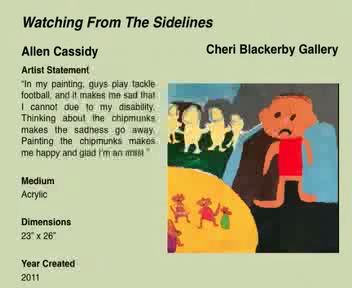 Watching From The Sidelines
Allen Cassidy
Cheri Blackerby Gallery
Artist Statement
“In my painting, guys play tackle
football, and it makes me sad that
I cannot due to my disability.
Thinking about the chipmunks
makes the sadness go away.
Painting the chipmunks makes
me happy and glad I'm an artist.”
Medium
Acrylic
Dimensions
23” x 26”
Year Created
2011